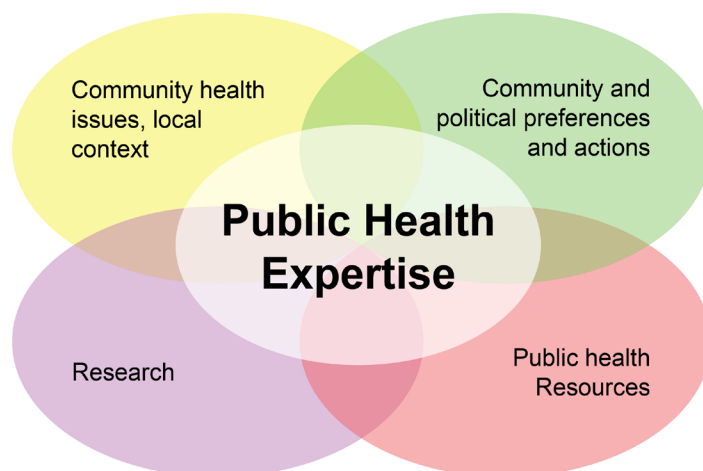 Community health
issues, local
context
Community and
political preferences
and actions
Public Health
Expertise
Research
Public health
Resources